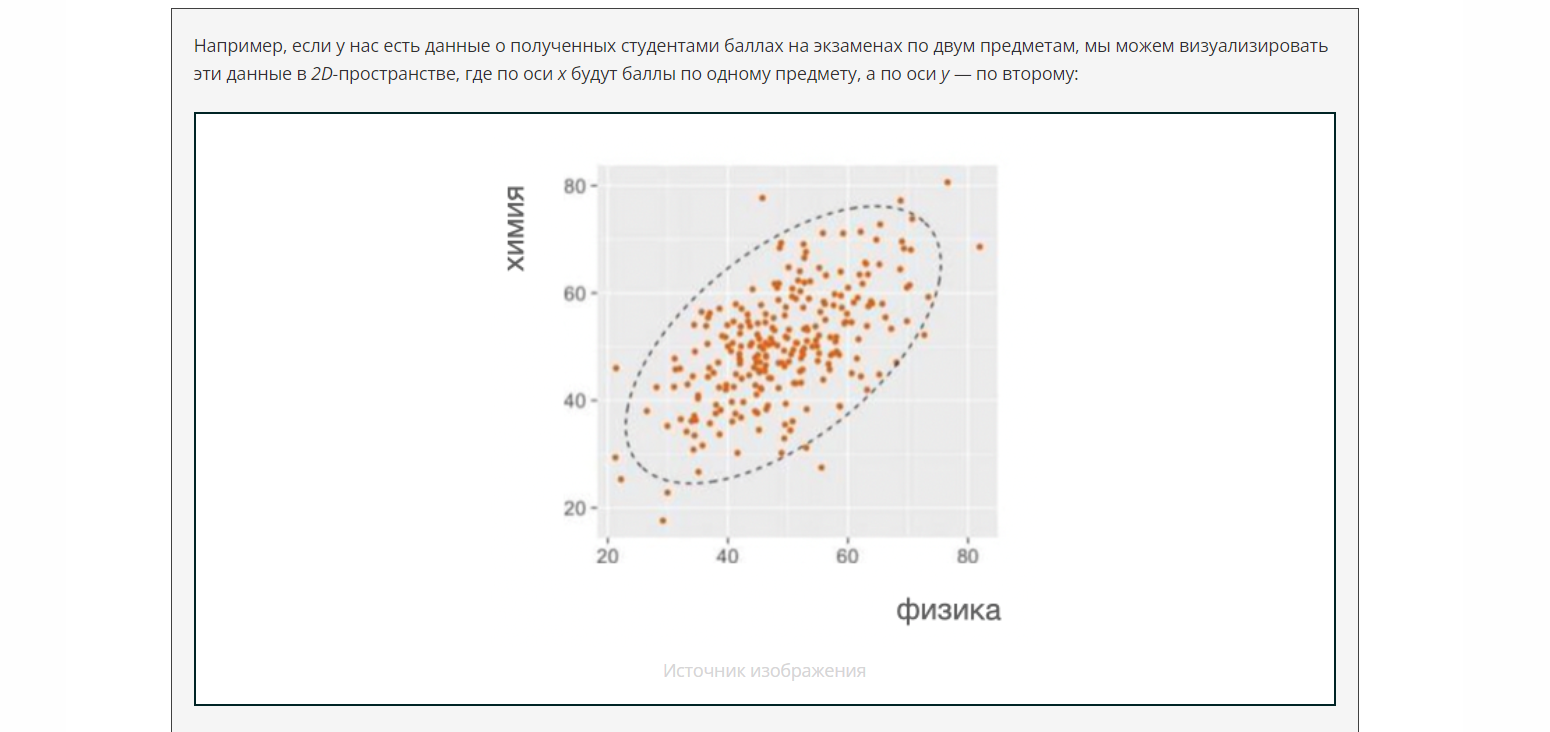 Например, если у нас есть данные о полученных студентами баллах на экзаменах по двум предметам, мы можем визуализировать
эти данные в 2D-пространстве, где по оси x будут баллы по одному предмету, а по оси y — по второму:
химия
80
60
40
20
20 40 60 80
физика
Источник изображения